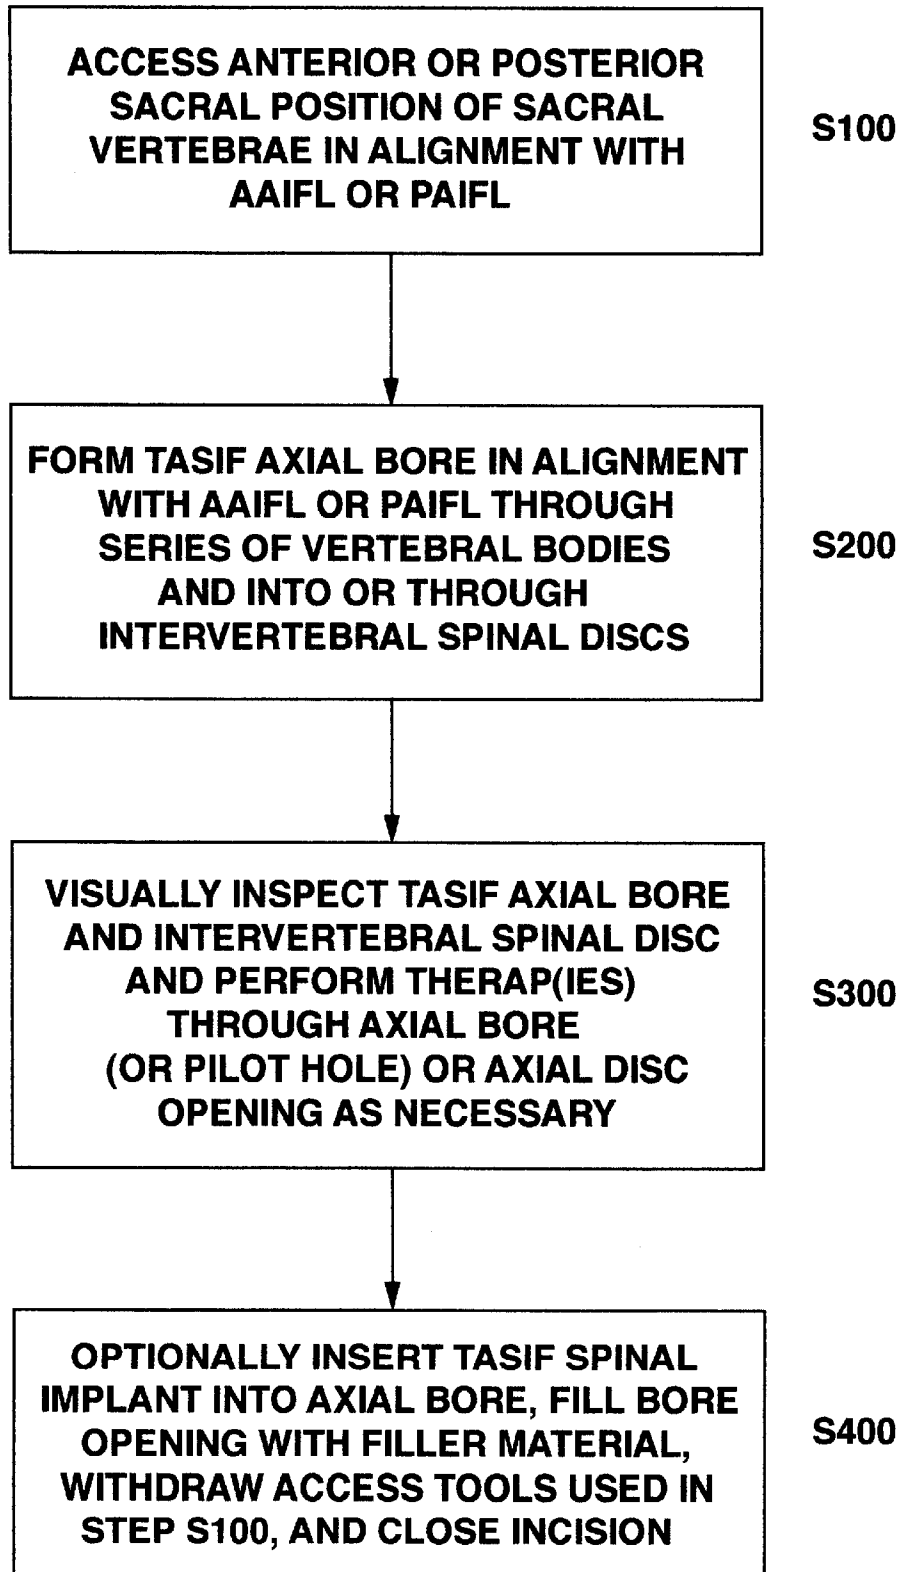 ACCESS ANTERIOR OR POSTERIOR
SACRAL POSITION OF SACRAL
VERTEBRAE IN ALIGNMENT WITH
AAIFL OR PAIFL
S100
FORM TASIF AXIAL BORE IN ALIGNMENT
WITH AAIFL OR PAIFL THROUGH
SERIES OF VERTEBRAL BODIES
AND INTO OR THROUGH
INTERVERTEBRAL SPINAL DISCS
S200
VISUALLY INSPECT TASIF AXIAL BORE
AND INTERVERTEBRAL SPINAL DISC
AND PERFORM THERAP(IES)
THROUGH AXIAL BORE
(OR PILOT HOLE) OR AXIAL DISC
OPENING AS NECESSARY
S300
OPTIONALLY INSERT TASIF SPINAL
IMPLANT INTO AXIAL BORE, FILL BORE
OPENING WITH FILLER MATERIAL,
WITHDRAW ACCESS TOOLS USED IN
STEP S100, AND CLOSE INCISION
S400